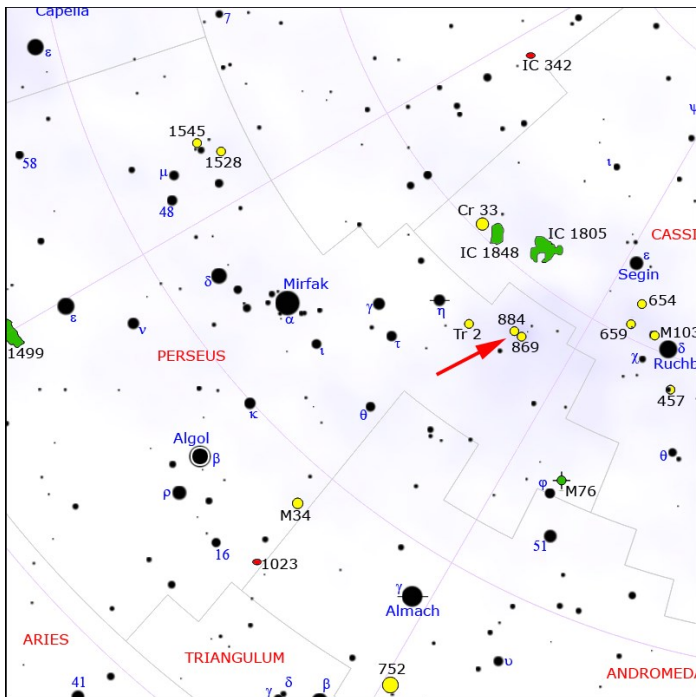 Capella
7
ε
IC 342
ψ
1545
1528
58
μ
ι
48
Cr 33
IC 1848
IC 1805
CASSI
ε
Segin
δ
Mirfak
α
γ
η
654
ε
ν
Tr 2
884
869
659
M103
δ
1499
PERSEUS
ι
τ
χ
Ruchb
457
κ
θ
Algol
β
θ
ρ
M34
φ
M76
16
1023
51
γ
Almach
ARIES
TRIANGULUM
υ
752
ANDROMEDA
41
γ
δ
β